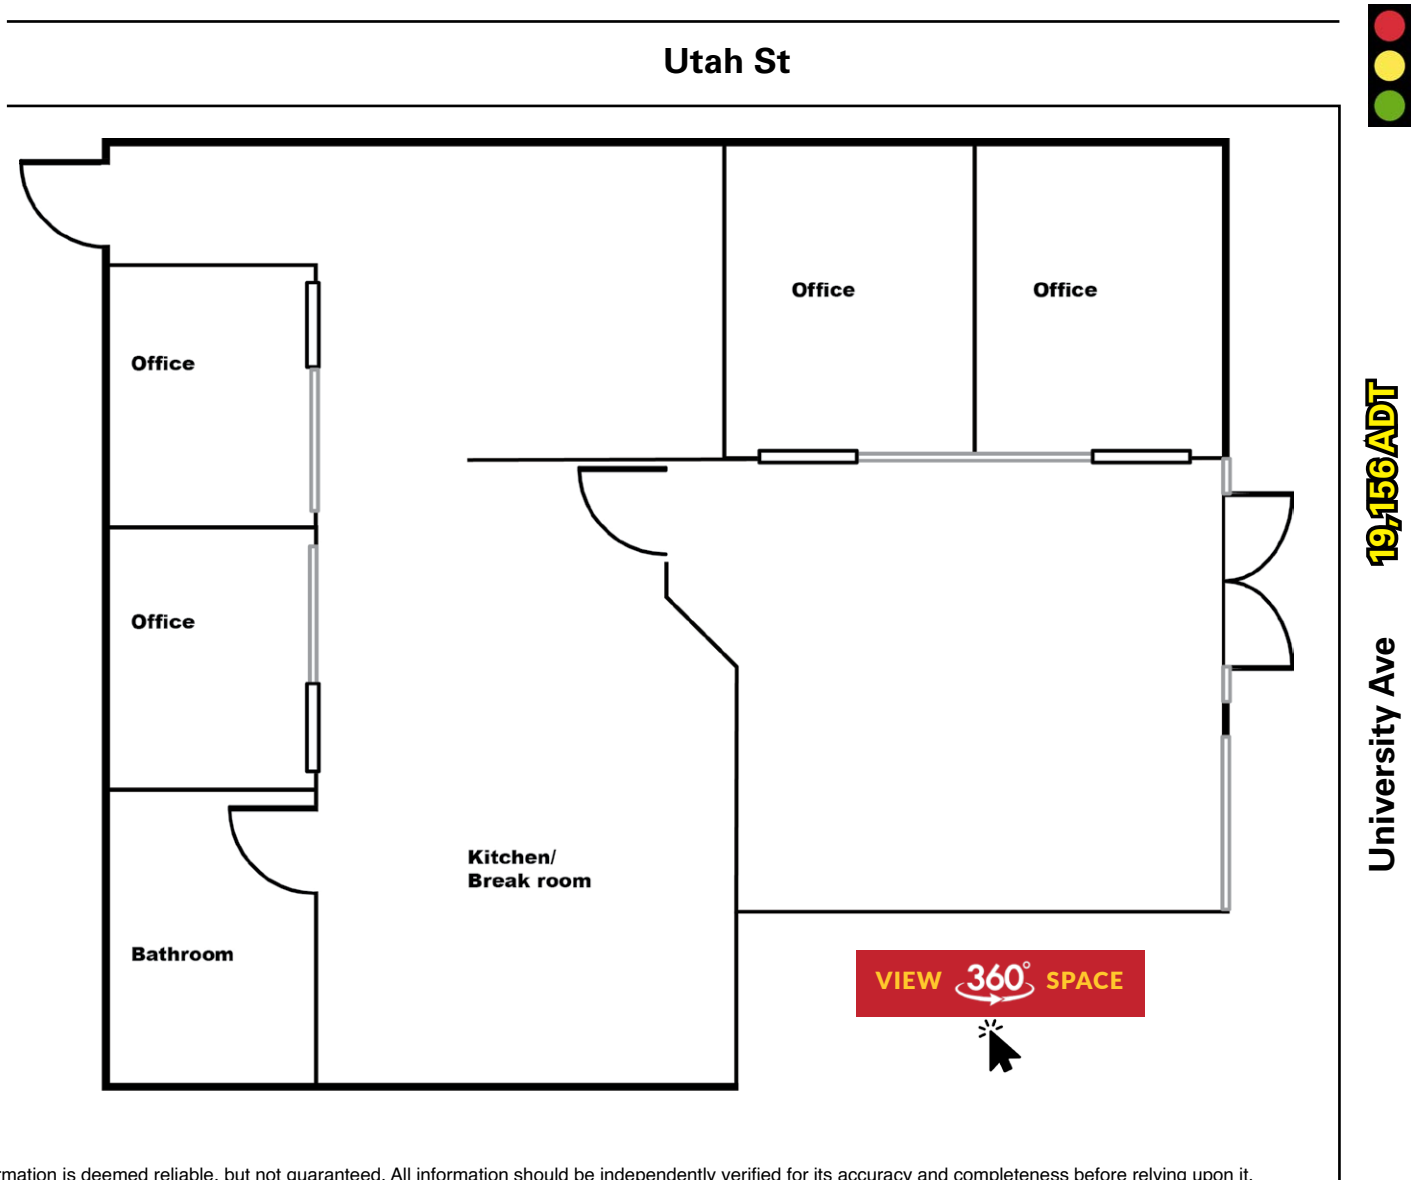 Utah St
Office
Office
Office
Office
Kitchen/
Break room
Bathroom
VIEW 360° SPACE
19,156 ADT
University Ave
rmation is deemed reliable, but not guaranteed. All information should be independently verified for its accuracy and completeness before relying upon it.